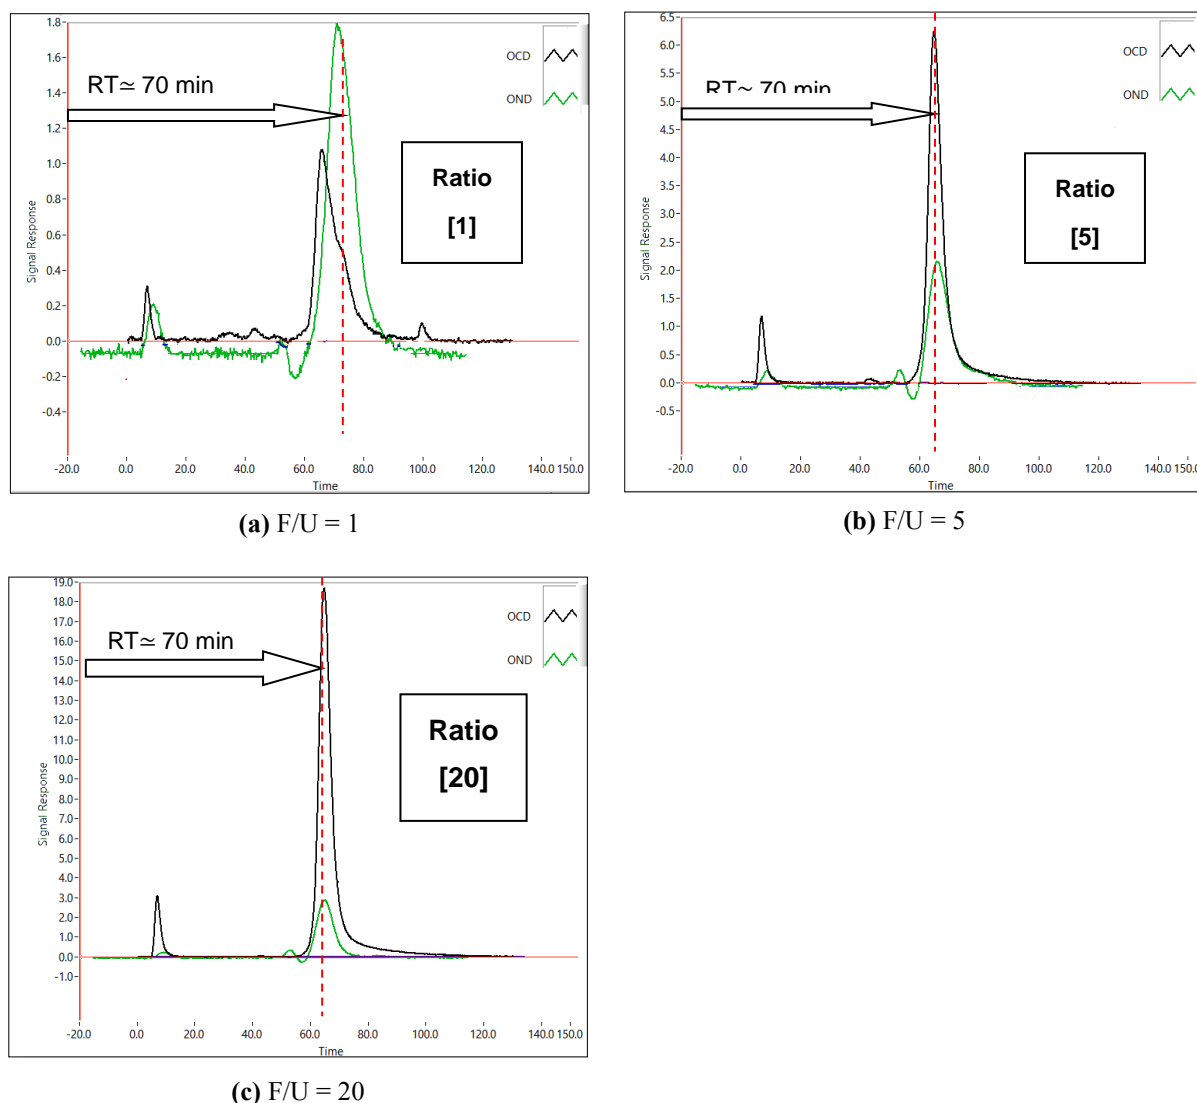 1.8
1.6
1.4
1.2
1.0
0.8
0.6
0.4
0.2
0.0
-0.2
-0.4
Signal Response
-20.0 0.0 20.0 40.0 60.0 80.0 100.0 120.0 140.0 150.0
Time
RT≃ 70 min
OCD
OND
Ratio
[1]
(a) F/U = 1
6.5
6.0
5.5
5.0
4.5
4.0
3.5
3.0
2.5
2.0
1.5
1.0
0.5
0.0
-0.5
Signal Response
-20.0 0.0 20.0 40.0 60.0 80.0 100.0 120.0 140.0 150.0
Time
RT~ 70 min
OCD
OND
Ratio
[5]
(b) F/U = 5
19.0
18.0
17.0
16.0
15.0
14.0
13.0
12.0
11.0
10.0
9.0
8.0
7.0
6.0
5.0
4.0
3.0
2.0
1.0
0.0
-1.0
Signal Response
-20.0 0.0 20.0 40.0 60.0 80.0 100.0 120.0 140.0 150.0
Time
RT≃ 70 min
OCD
OND
Ratio
[20]
(c) F/U = 20